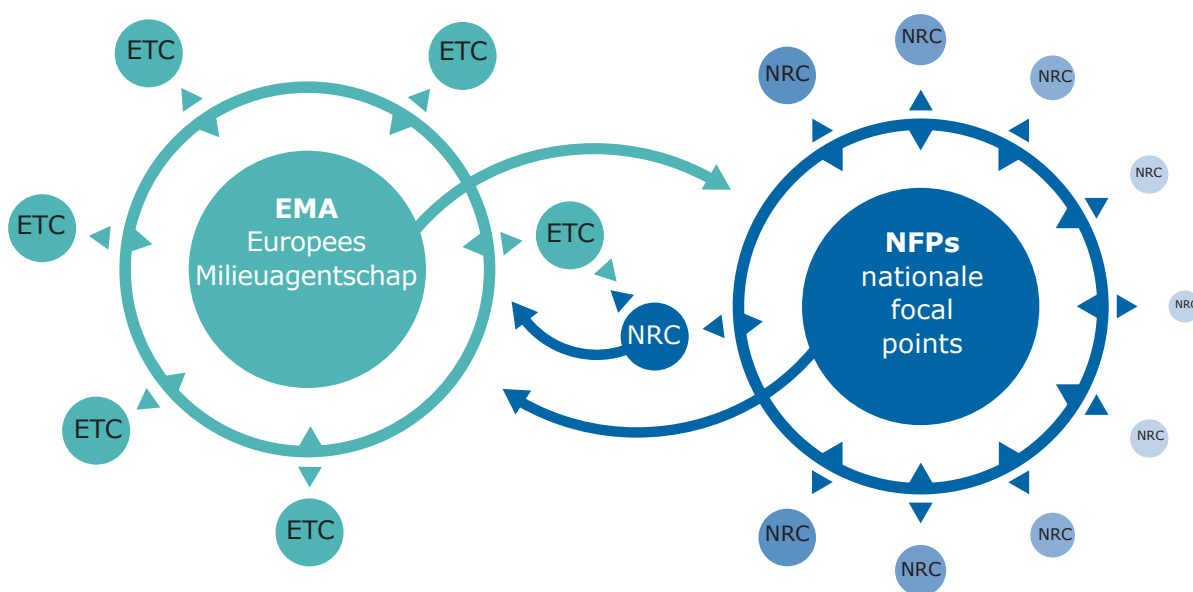 ETC
ETC
ETC
ETC
ETC
ETC
EMA
Europees
Milieuagentschap
NRC
NRC
NRC
NRC
NRC
NRC
NRC
NRC
NRC
NRC
NFPs
nationale
focal
points